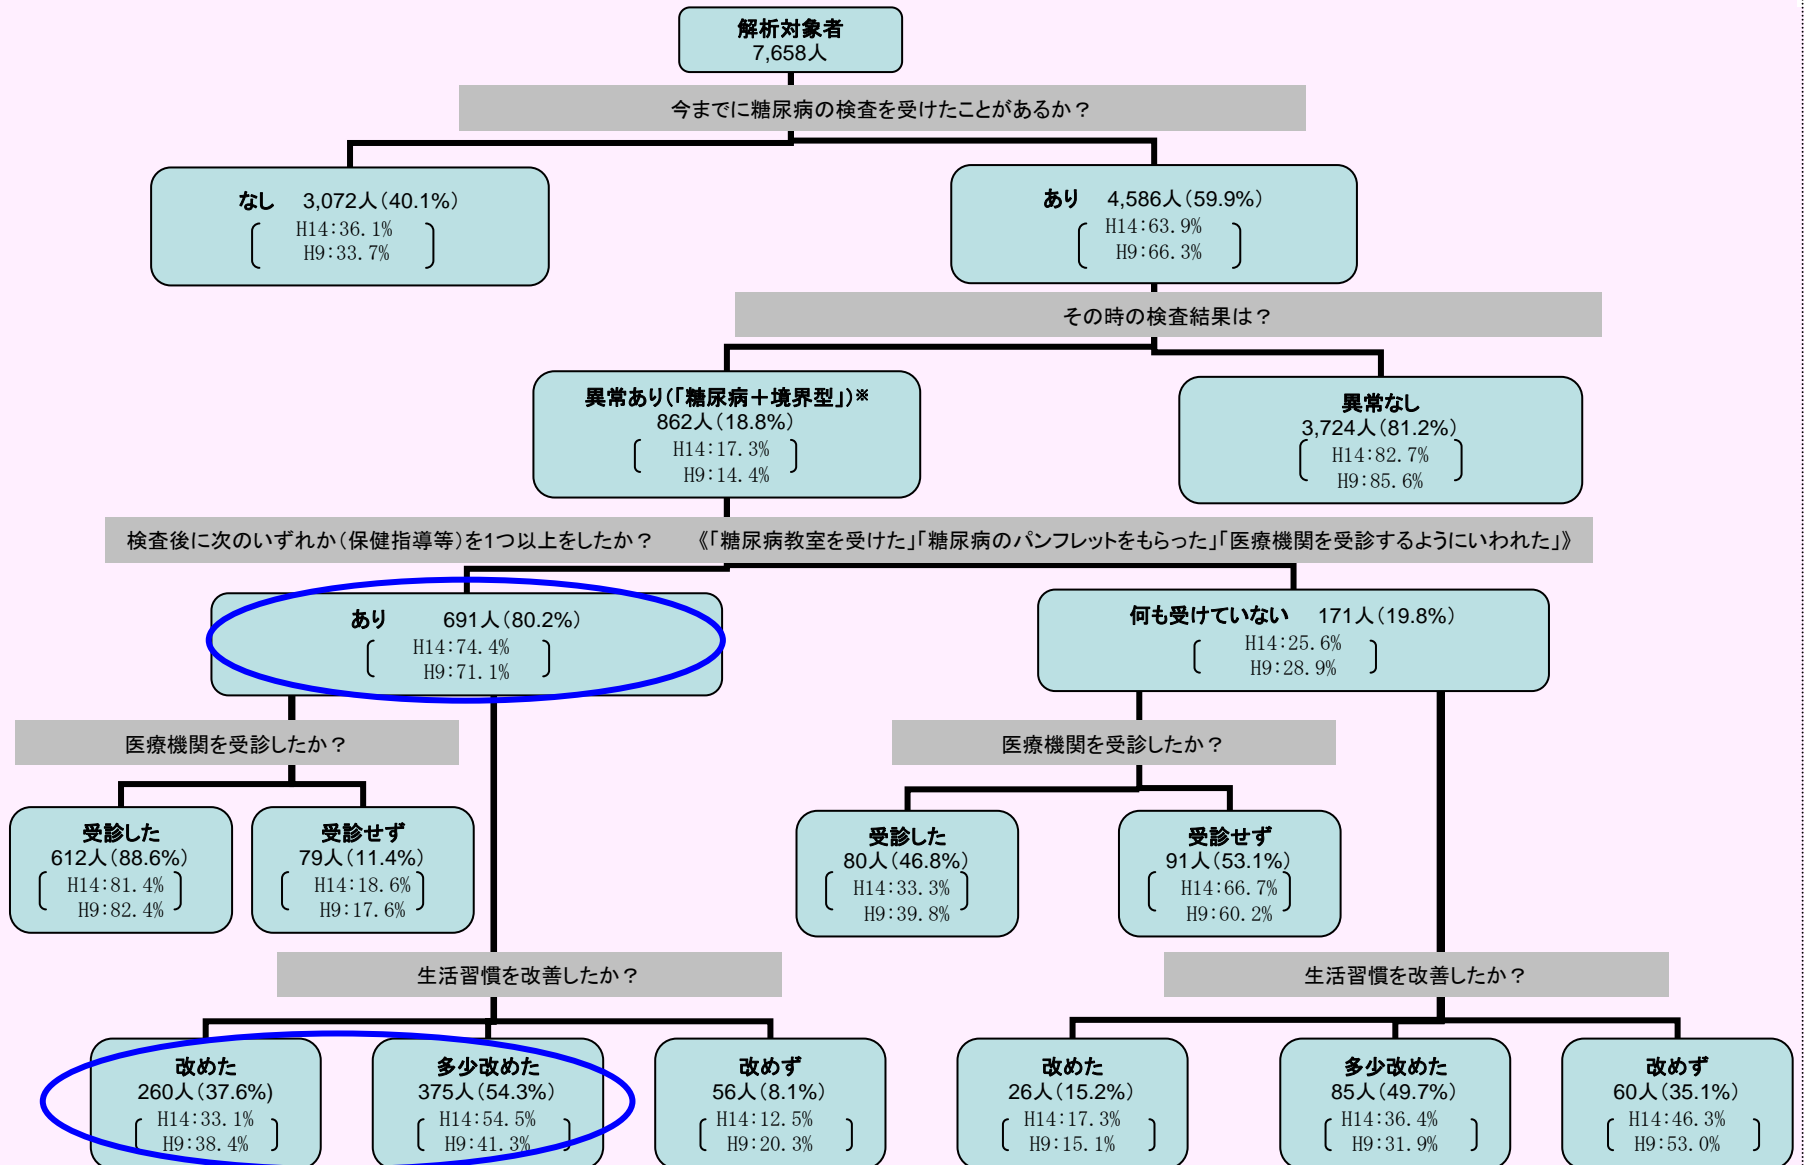 解析対象者
7,658人
今までに糖尿病の検査を受けたことがあるか？
なし　3,072人（40.1%）
H14：36.1%
H9：33.7%
あり　4,586人（59.9%）
H14：63.9%
H9：66.3%
その時の検査結果は？
異常あり（「糖尿病＋境界型」）※
862人（18.8%）
H14：17.3%
H9：14.4%
異常なし
3,724人（81.2%）
H14：82.7%
H9：85.6%
検査後に次のいずれか（保健指導等）を1つ以上をしたか？　《「糖尿病教室を受けた」「糖尿病のパンフレットをもらった」「医療機関を受診するようにいわれた」》
あり　691人（80.2%）
H14：74.4%
H9：71.1%
何も受けていない　171人（19.8%）
H14：25.6%
H9：28.9%
医療機関を受診したか？
医療機関を受診したか？
受診した
612人（88.6%）
H14：81.4%
H9：82.4%
受診せず
79人（11.4%）
H14：18.6%
H9：17.6%
受診した
80人（46.8%）
H14：33.3%
H9：39.8%
受診せず
91人（53.1%）
H14：66.7%
H9：60.2%
生活習慣を改善したか？
生活習慣を改善したか？
改めた
260人（37.6%）
H14：33.1%
H9：38.4%
多少改めた
375人（54.3%）
H14：54.5%
H9：41.3%
改めず
56人（8.1%）
H14：12.5%
H9：20.3%
改めた
26人（15.2%）
H14：17.3%
H9：15.1%
多少改めた
85人（49.7%）
H14：36.4%
H9：31.9%
改めず
60人（35.1%）
H14：46.3%
H9：53.0%